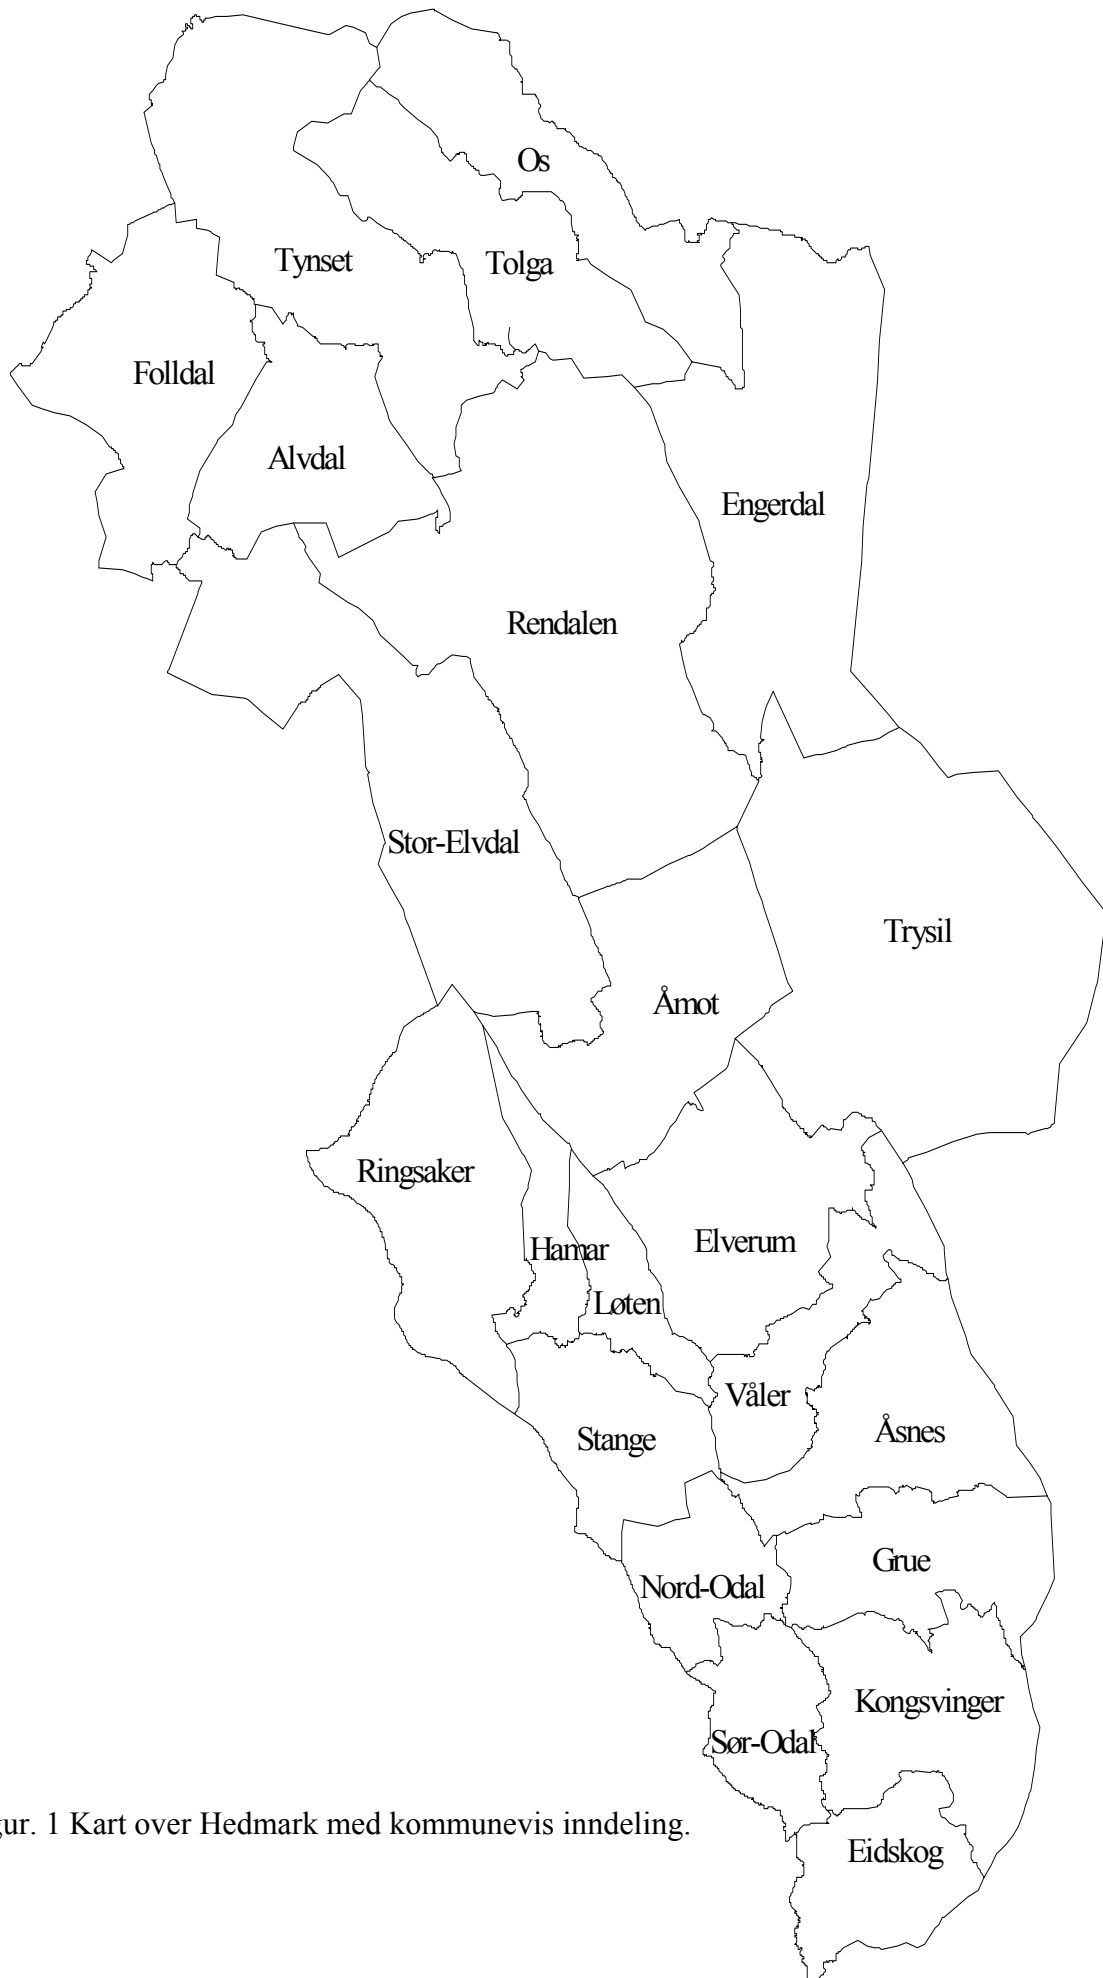 Os
Tynset
Tolga
Folldal
Alvdal
Engerdal
Rendalen
Stor-Elvdal
Trysil
Åmot
Ringsaker
Hamar
Elverum
Løten
Våler
Stange
Åsnes
Grue
Nord-Odal
Kongsvinger
Sør-Odal
gur. 1 Kart over Hedmark med kommunevis inndeling.
Eidskog